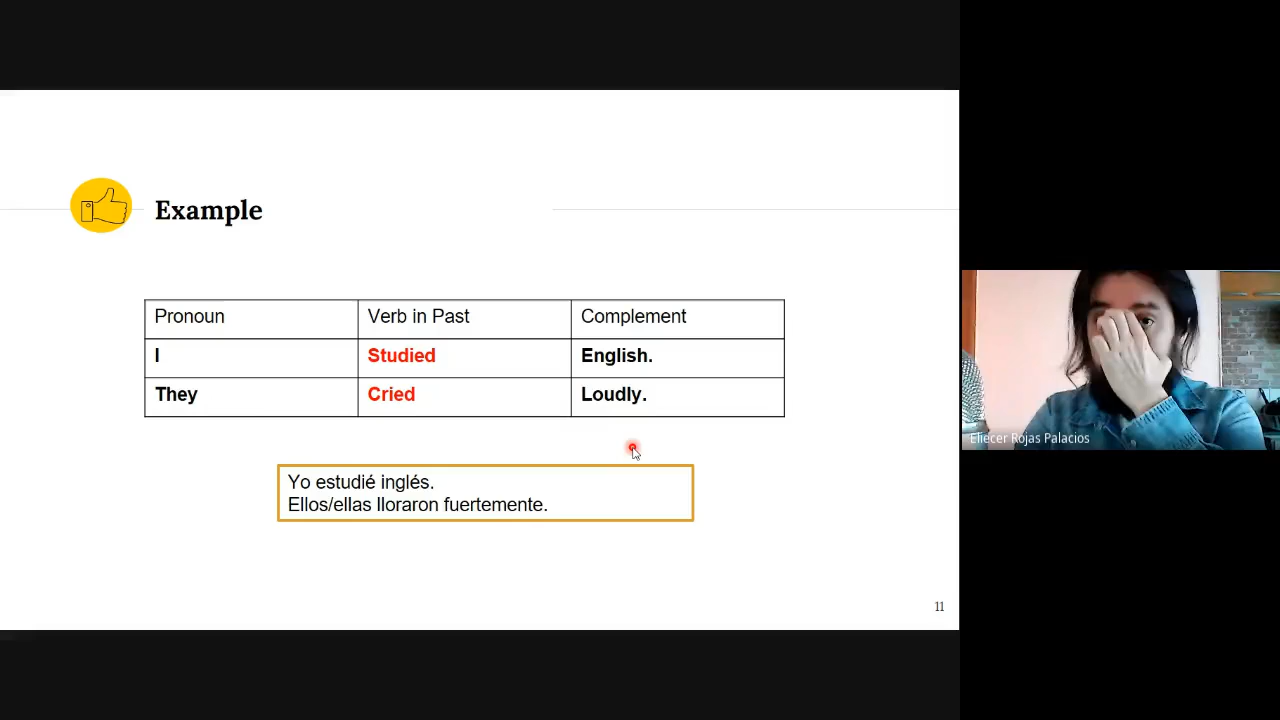 Example
Pronoun Verb in Past Complement
I Studied English.
They Cried Loudly.
Yo estudié inglés.
Ellos/ellas lloraron fuertemente.
11
Eliecer Rojas Palacios